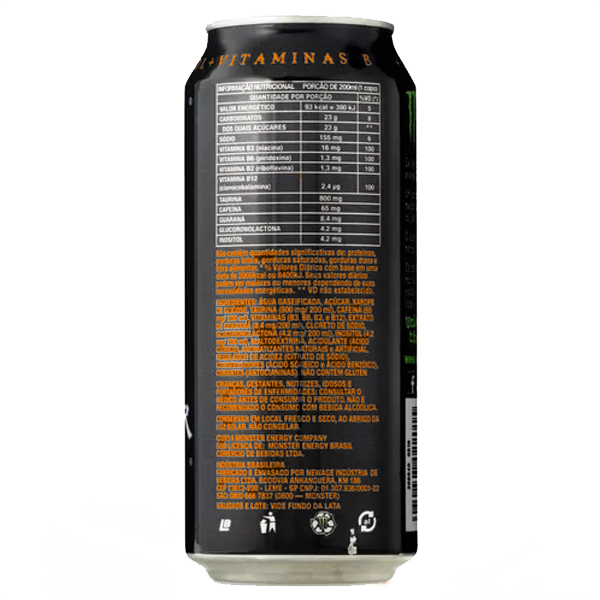 + VITAMINAS B
INFORMAÇÃO NUTRICIONAL PORÇÃO DE 200ml (1 copo)
QUANTIDADE POR PORÇÃO %VD (*)
VALOR ENERGÉTICO 93 kcal = 390 kJ 5
CARBOIDRATOS 23 g 8
DOS QUAIS AÇÚCARES 23 g **
SÓDIO 155 mg 6
VITAMINA B3 (niacina) 16 mg 100
VITAMINA B6 (piridoxina) 1,3 mg 100
VITAMINA B2 (riboflavina) 1,3 mg 100
VITAMINA B12
(cianocobalamina) 2,4 µg 100
TAURINA 800 mg
CAFEÍNA 65 mg
GUARANA 8,4 mg
GLUCORONOLACTONA 4,2 mg
INOSITOL 4,2 mg
Não contém quantidades significativas de: proteínas,
gorduras totais, gorduras saturadas, gorduras trans e
fibra alimentar. * % Valores Diários com base em uma
dieta de 2000kcal ou 8400kJ. Seus valores diários
podem ser maiores ou menores dependendo de suas
necessidades energéticas. ** VD não estabelecido.
INGREDIENTES: ÁGUA GASEIFICADA, AÇÚCAR, XAROPE
DE GLICOSE, TAURINA (800 mg/ 200 ml), CAFEÍNA (65
mg/ 200 ml), VITAMINAS (B3, B6, B2, e B12), EXTRATO
DE GUARANÁ (8,4 mg/200 ml), CLORETO DE SÓDIO,
GLUCORONOLACTONA (4,2 mg/ 200 ml), INOSITOL (4,2
mg/ 200 ml), MALTODEXTRINA, ACIDULANTE (ÁCIDO
CÍTRICO), AROMATIZANTES NATURAIS e ARTIFICIAL,
REGULADOR DE ACIDEZ (CITRATO DE SÓDIO),
CONSERVADORES (ÁCIDO SÓRBICO e ÁCIDO BENZÓICO),
CORANTES (ANTOCIANINAS). NÃO CONTÉM GLÚTEN
CRIANÇAS, GESTANTES, NUTRIZES, IDOSOS E
PORTADORES DE ENFERMIDADES: CONSULTAR O
MÉDICO ANTES DE CONSUMIR O PRODUTO. NÃO É
RECOMENDADO O CONSUMO COM BEBIDA ALCOÓLICA.
CONSERVAR EM LOCAL FRESCO E SECO, AO ABRIGO DA
LUZ SOLAR. NÃO CONGELAR.
©2014 MONSTER ENERGY COMPANY
SOB LICENÇA DE: MONSTER ENERGY BRASIL
COMERCIO DE BEBIDAS LTDA.
INDÚSTRIA BRASILEIRA
FABRICADO E ENVASADO POR NEWAGE INDÚSTRIA DE
BEBIDAS LTDA. RODOVIA ANHANGUERA, KM 186
CEP 13612-200 - LEME - SP CNPJ: 01.307.936/0001-22
SAC: 0800 666 7837 (0800 — MONSTER)
VALIDADE E LOTE: VIDE FUNDO DA LATA
LB
al